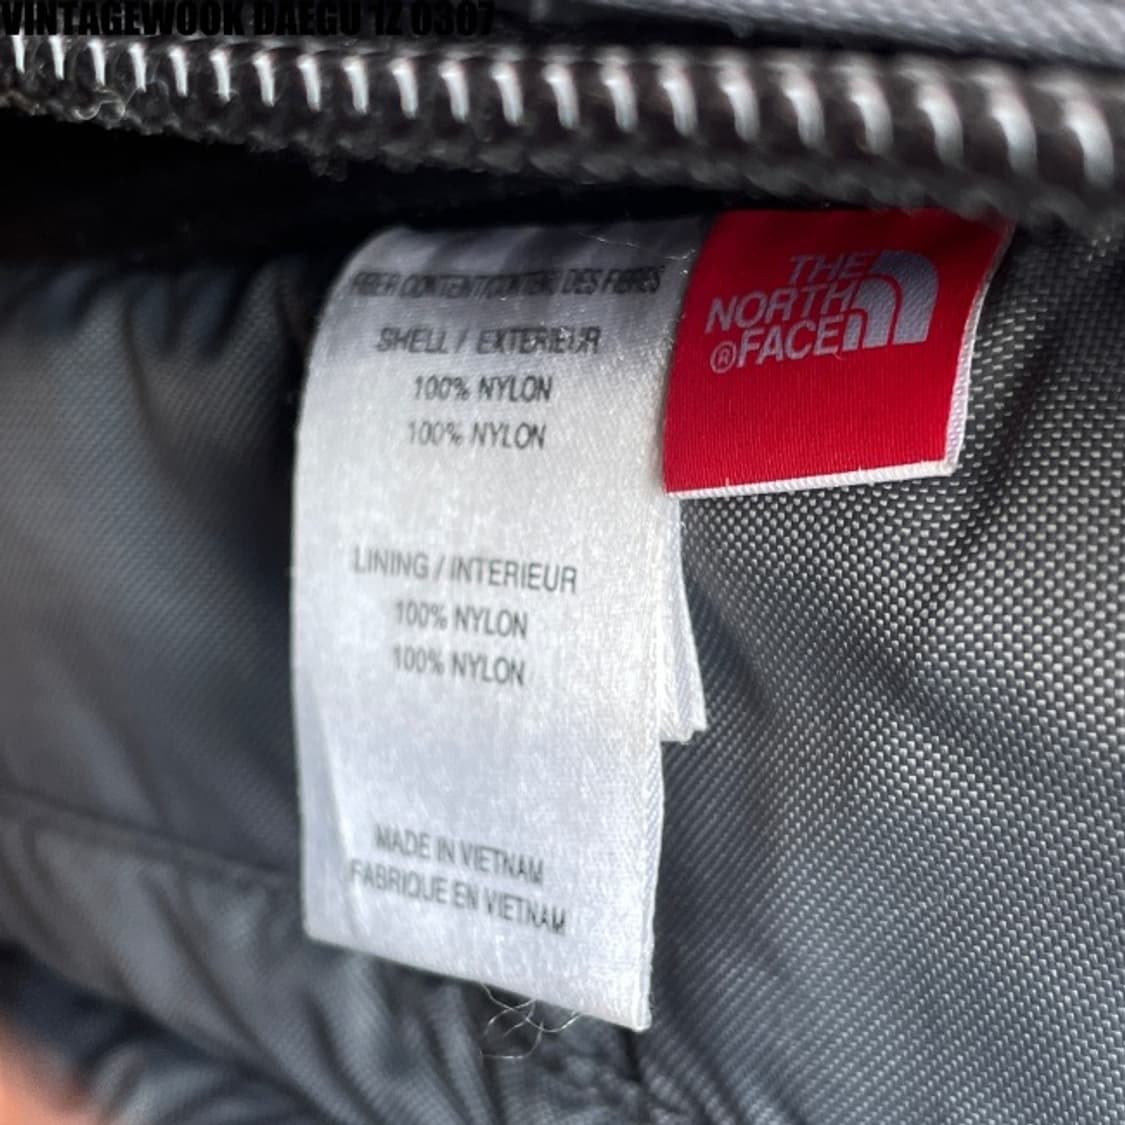 VINTAGEWOOK DAEGU 1Z 0307
FIBER CONTENT/CONTENU DES FIBRES
SHELL / EXTERIEUR
100% NYLON
100% NYLON
LINING / INTERIEUR
100% NYLON
100% NYLON
MADE IN VIETNAM
FABRIQUE EN VIETNAM
THE
NORTH
®FACE